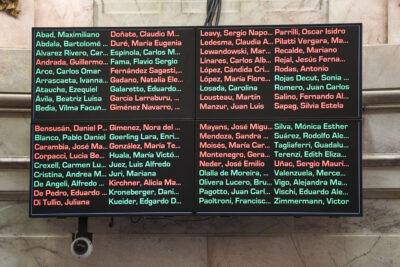 Abad, Maximiliano
Abdala, Bartolomé ...
Alvarez Rivero, Car...
Andrada, Guillermo...
Arce, Carlos Omar
Arrascaeta, Ivanna...
Atauche, Ezequiel
Ávila, Beatriz Luisa
Bedia, Vilma Facun...
Doñate, Claudio M...
Duré, María Eugenia
Espínola, Carlos M...
Fama, Flavio Sergio
Fernández Sagasti,...
Gadano, Natalia Ele...
Galaretto, Eduardo...
García Larraburu, ...
Giménez Navarro, ...
Leavy, Sergio Napo...
Ledesma, Claudia A...
Lewandowski, Mar...
Linares, Carlos Alb...
López, Cándida Cri...
López, María Flore...
Losada, Carolina
Lousteau, Martín
Manzur, Juan Luis
Parrilli, Oscar Isidro
Pilatti Vergara, Ma...
Recalde, Mariano
Rejal, Jesús Ferna...
Rodas, Antonio
Rojas Decut, Sonia ...
Romero, Juan Carlos
Salino, Fernando Al...
Sapag, Silvia Estela
Bensusán, Daniel P...
Blanco, Pablo Daniel
Carambia, José Ma...
Corpacci, Lucía Be...
Crexell, Carmen Lu...
Cristina, Andrea M...
De Angeli, Alfredo ...
De Pedro, Eduardo ...
Di Tullio, Juliana
Gimenez, Nora del ...
Goerling Lara, Enri...
González, María Te...
Huala, María Victó...
Juez, Luis Alfredo
Juri, Mariana
Kirchner, Alicia Ma...
Kroneberger, Dani...
Kueider, Edgardo D...
Mayans, José Migu...
Mendoza, Sandra ...
Moisés, María Car...
Montenegro, Gera...
Neder, José Emilio
Olalla de Moreira, ...
Olivera Lucero, Bru...
Pagotto, Juan Carl...
Paoltroni, Francisc...
Silva, Mónica Esther
Suárez, Rodolfo Ale...
Tagliaferri, Guadalu...
Terenzi, Edith Eliza...
Uñac, Sergio Mauri...
Valenzuela, Merce...
Vigo, Alejandra Ma...
Vischi, Eduardo Ale...
Zimmermann, Víctor